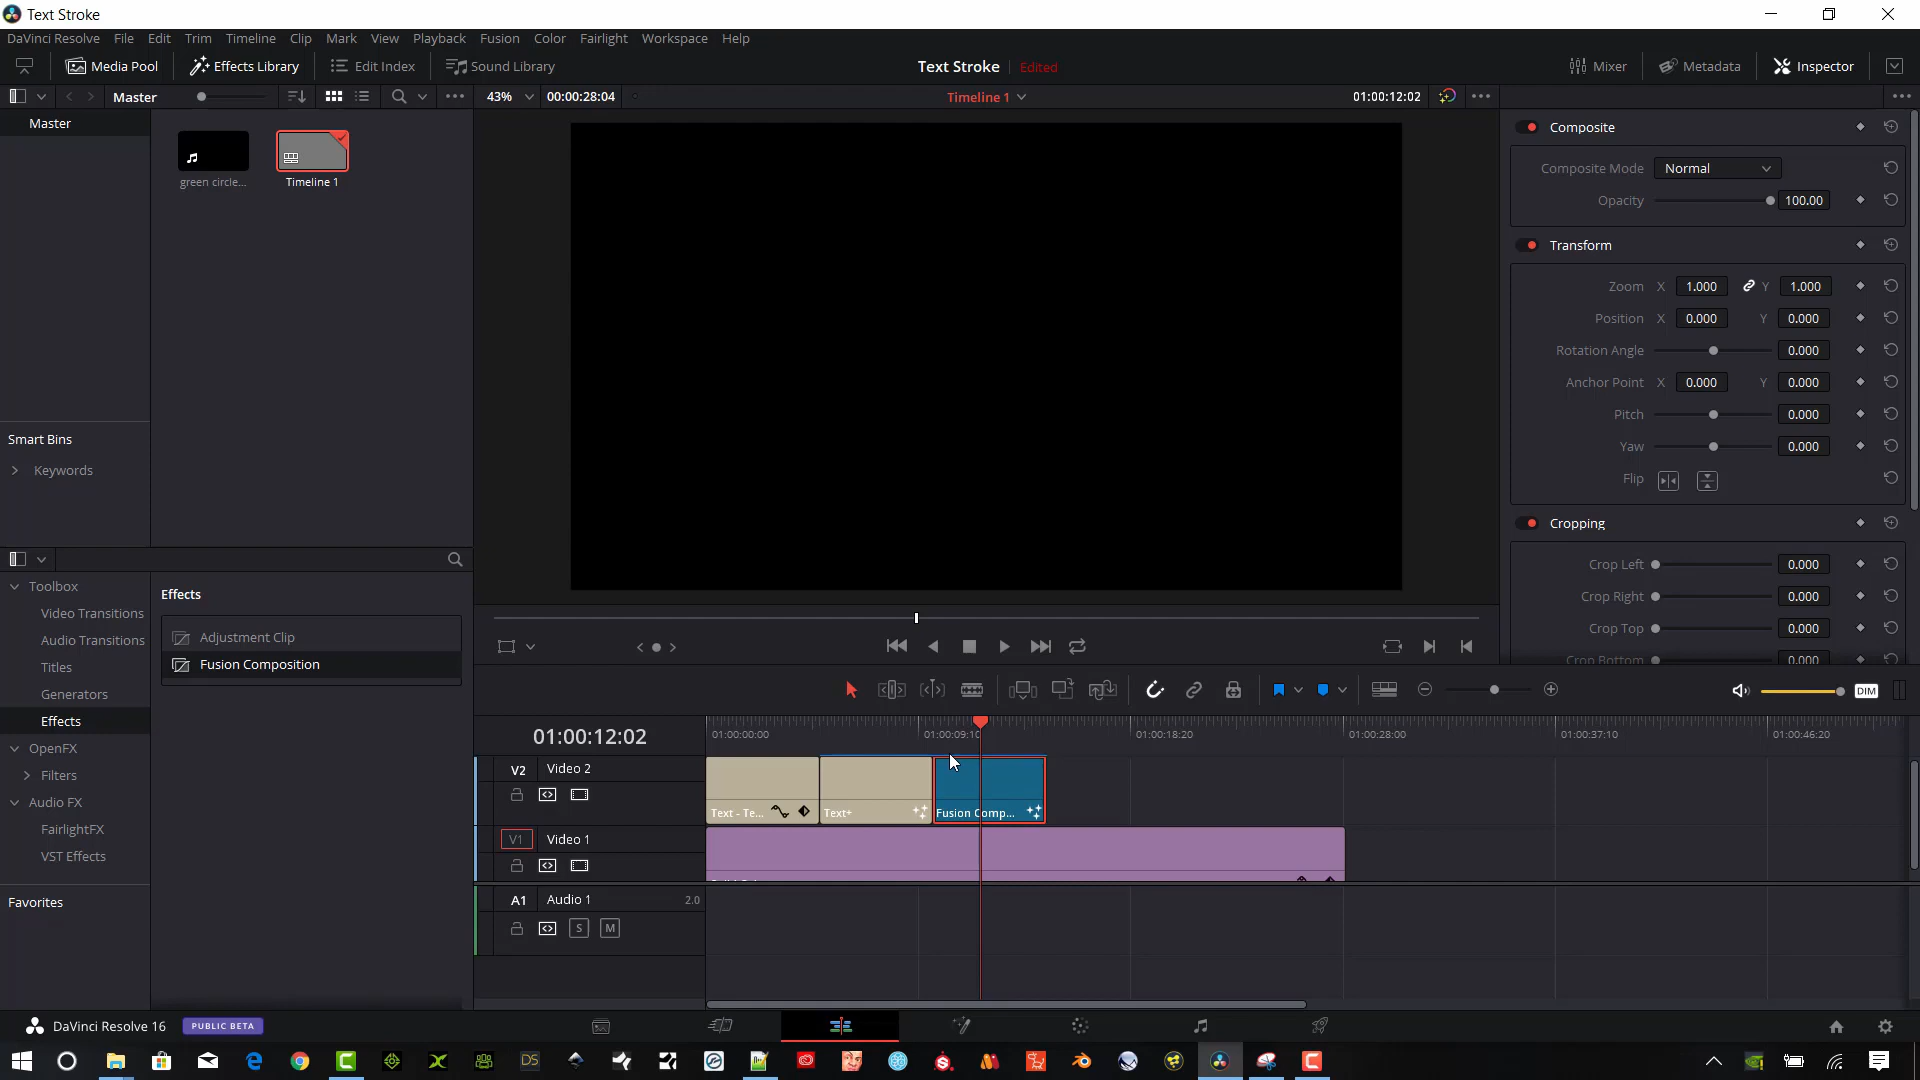 Text Stroke
DaVinci Resolve File Edit Trim Timeline Clip Mark View Playback Fusion Color Fairlight Workspace Help
Media Pool Effects Library Edit Index Sound Library Text Stroke Edited Mixer Metadata Inspector
Master 43% 00:00:28:04 Timeline 1 01:00:12:02
Master
green circle... Timeline 1
Composite
Composite Mode Normal
Opacity 100.00
Transform
Zoom X 1.000 Y 1.000
Position X 0.000 Y 0.000
Rotation Angle 0.000
Anchor Point X 0.000 Y 0.000
Pitch 0.000
Yaw 0.000
Flip
Cropping
Crop Left 0.000
Crop Right 0.000
Crop Top 0.000
Crop Bottom 0.000
Smart Bins
Keywords
Toolbox
Video Transitions
Audio Transitions
Titles
Generators
Effects
OpenFX
Filters
Audio FX
FairlightFX
VST Effects
Favorites
Effects
Adjustment Clip
Fusion Composition
DIM
01:00:12:02
01:00:00:00 01:00:09:10 01:00:18:20 01:00:28:00 01:00:37:10 01:00:46:20
V2 Video 2
Text - Te... Text+ Fusion Comp...
V1 Video 1
A1 Audio 1 2.0
S M
DaVinci Resolve 16 PUBLIC BETA
DS